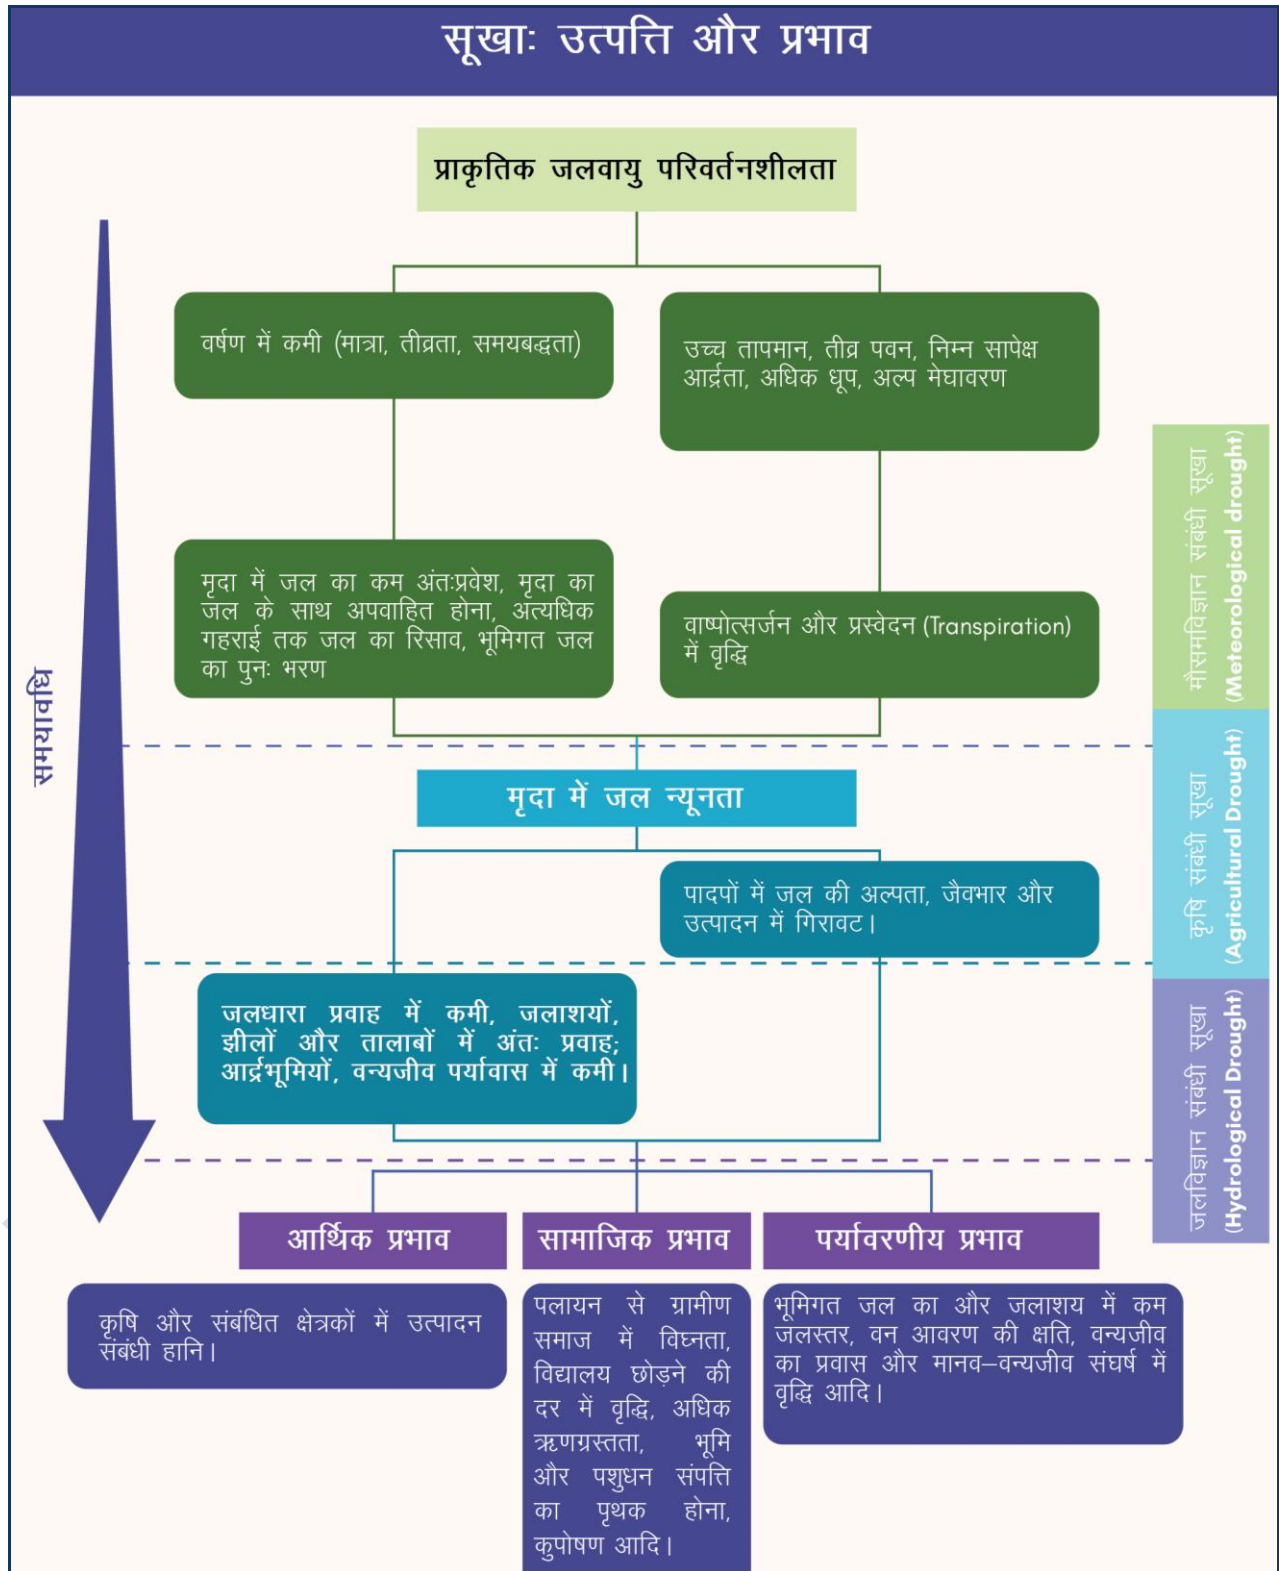 सूखाः उत्पत्ति और प्रभाव
प्राकृतिक जलवायु परिवर्तनशीलता
वर्षण में कमी (मात्रा, तीव्रता, समयबद्धता)
उच्च तापमान, तीव्र पवन, निम्न सापेक्ष
आर्द्रता, अधिक धूप, अल्प मेघावरण
मृदा में जल का कम अंतःप्रवेश, मृदा का
जल के साथ अपवाहित होना, अत्यधिक
गहराई तक जल का रिसाव, भूमिगत जल
का पुनः भरण
वाष्पोत्सर्जन और प्रस्वेदन (Transpiration)
में वृद्धि
मौसमविज्ञान संबंधी सूखा
(Meteorological drought)
समयावधि
मृदा में जल न्यूनता
पादपों में जल की अल्पता, जैवभार और
उत्पादन में गिरावट।
कृषि संबंधी सूखा
(Agricultural Drought)
जलधारा प्रवाह में कमी, जलाशयों,
झीलों और तालाबों में अंतः प्रवाह;
आर्द्रभूमियों, वन्यजीव पर्यावास में कमी।
जलविज्ञान संबंधी सूखा
(Hydrological Drought)
आर्थिक प्रभाव
कृषि और संबंधित क्षेत्रकों में उत्पादन
संबंधी हानि।
सामाजिक प्रभाव
पलायन से ग्रामीण
समाज में विघ्नता,
विद्यालय छोड़ने की
दर में वृद्धि, अधिक
ऋणग्रस्तता, भूमि
और पशुधन संपत्ति
का पृथक होना,
कुपोषण आदि।
पर्यावरणीय प्रभाव
भूमिगत जल का और जलाशय में कम
जलस्तर, वन आवरण की क्षति, वन्यजीव
का प्रवास और मानव–वन्यजीव संघर्ष में
वृद्धि आदि।